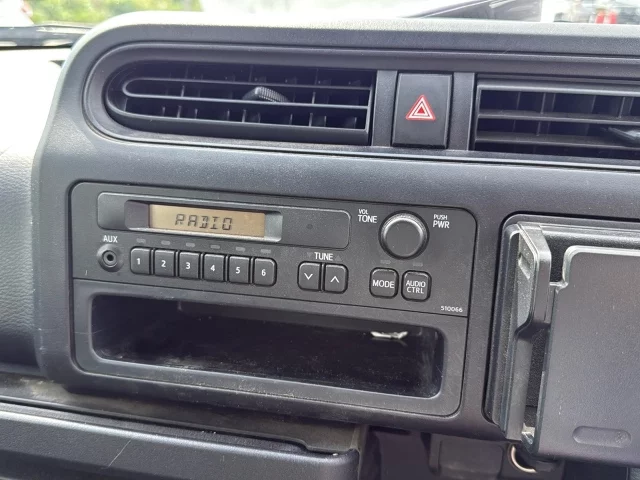 RADIO
VOL
TONE
PUSH
PWR
AUX
1 2 3 4 5 6
TUNE
MODE
AUDIO
CTRL
510066